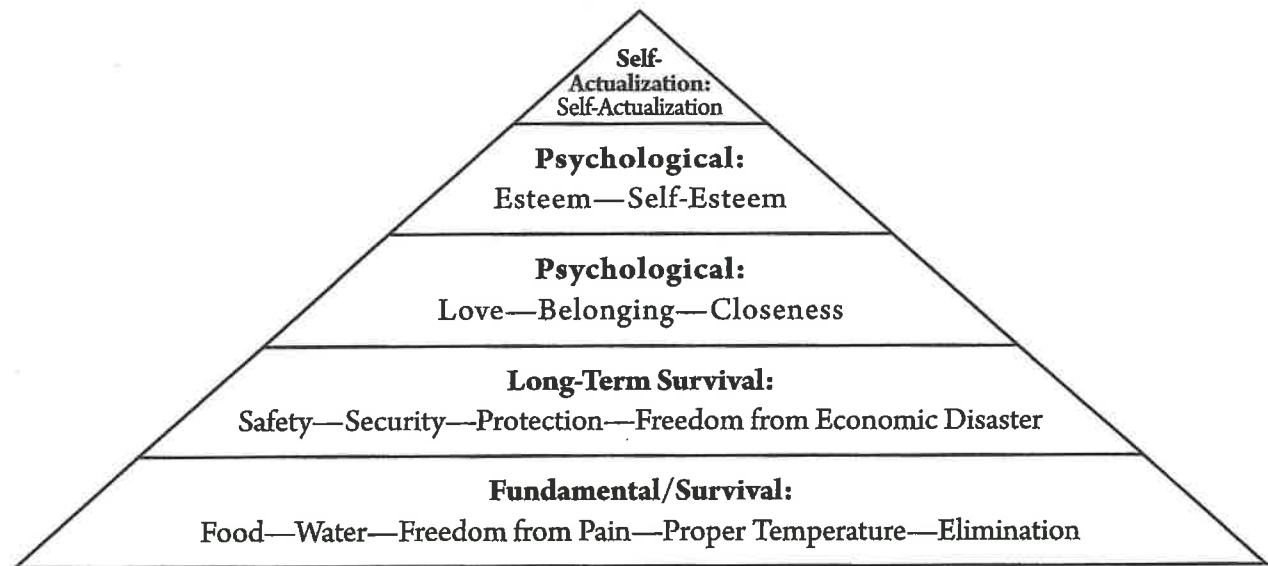 Self-
Actualization:
Self-Actualization
Psychological:
Esteem—Self-Esteem
Psychological:
Love—Belonging—Closeness
Long-Term Survival:
Safety—Security—Protection—Freedom from Economic Disaster
Fundamental/Survival:
Food—Water—Freedom from Pain—Proper Temperature—Elimination